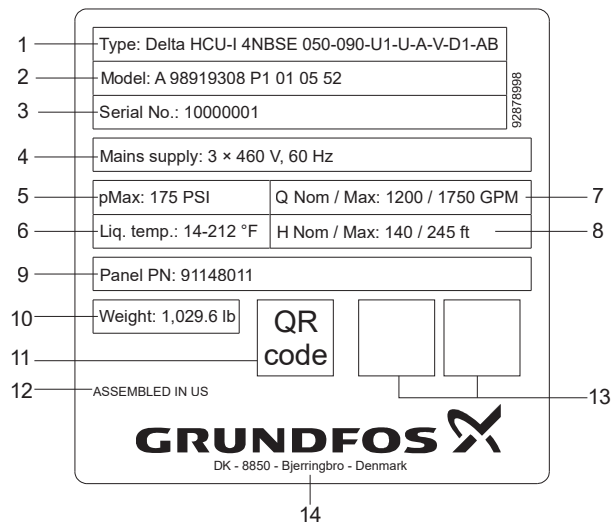 1 Type: Delta HCU-I 4NBSE 050-090-U1-U-A-V-D1-AB
2 Model: A 98919308 P1 01 05 52
3 Serial No.: 10000001
92878998
4 Mains supply: 3 × 460 V, 60 Hz
5 pMax: 175 PSI Q Nom / Max: 1200 / 1750 GPM 7
6 Liq. temp.: 14-212 °F H Nom / Max: 140 / 245 ft 8
9 Panel PN: 91148011
10 Weight: 1,029.6 lb
QR
11 code
12 ASSEMBLED IN US
13
GRUNDFOS
DK - 8850 - Bjerringbro - Denmark
14